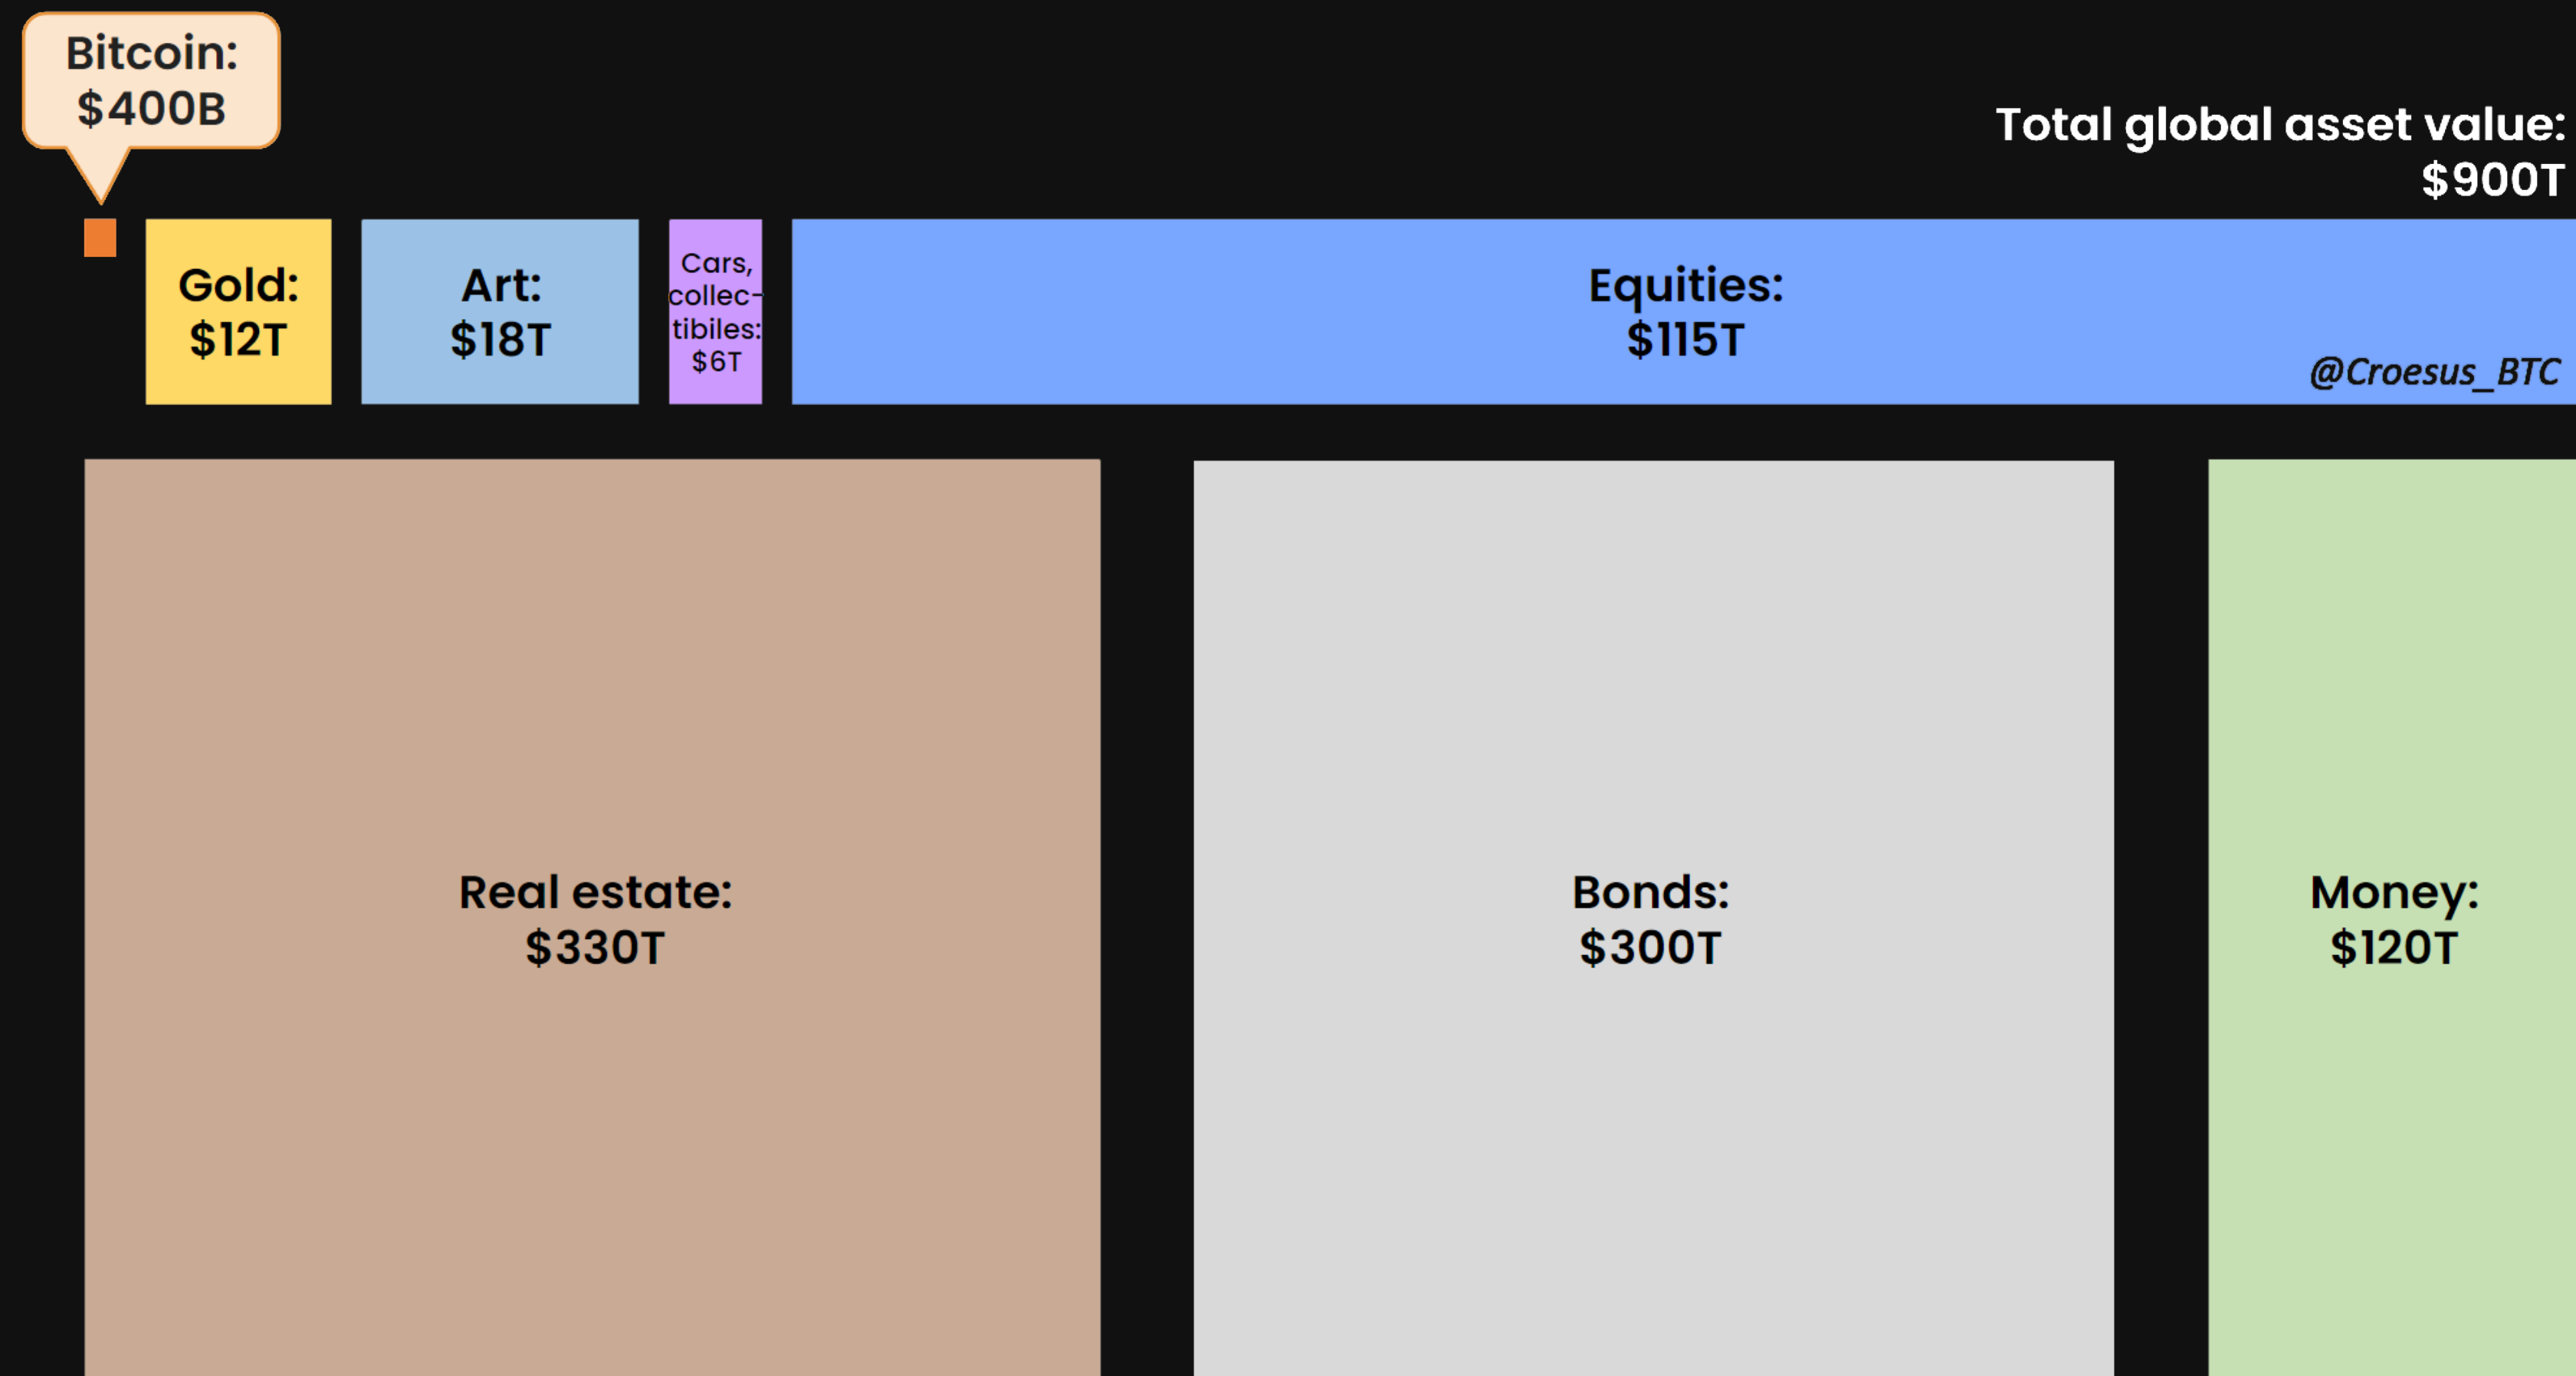 Bitcoin:
$400B
Total global asset value:
$900T
Gold:
$12T
Art:
$18T
Cars,
collec-
tibiles:
$6T
Equities:
$115T
@Croesus_BTC
Real estate:
$330T
Bonds:
$300T
Money:
$120T